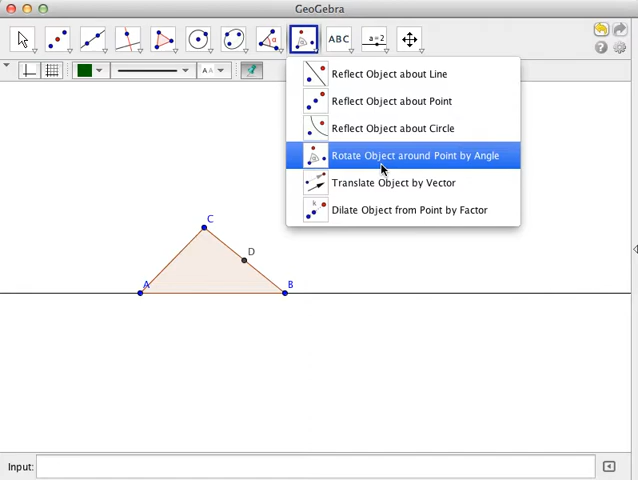 GeoGebra
ABC
a=2
A A
Reflect Object about Line
Reflect Object about Point
Reflect Object about Circle
Rotate Object around Point by Angle
Translate Object by Vector
k
Dilate Object from Point by Factor
C
D
A
B
Input: